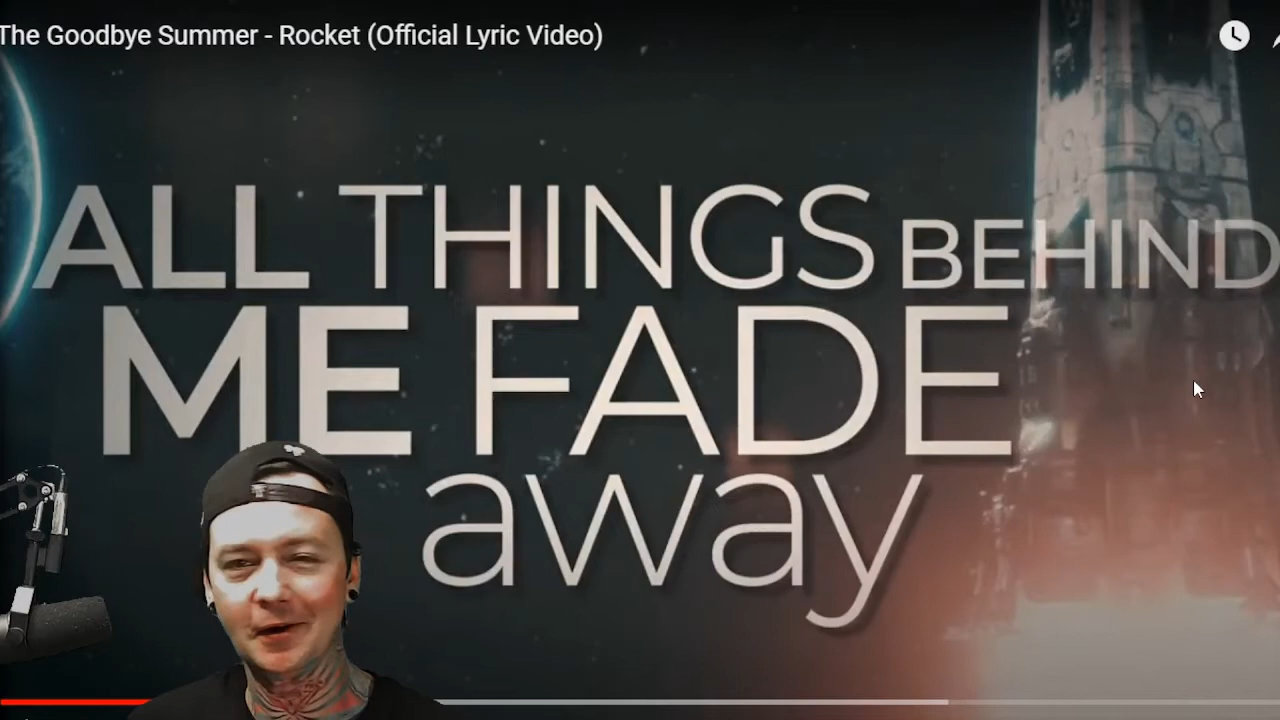 The Goodbye Summer - Rocket (Official Lyric Video)
ALL THINGS BEHIND
ME FADE
away